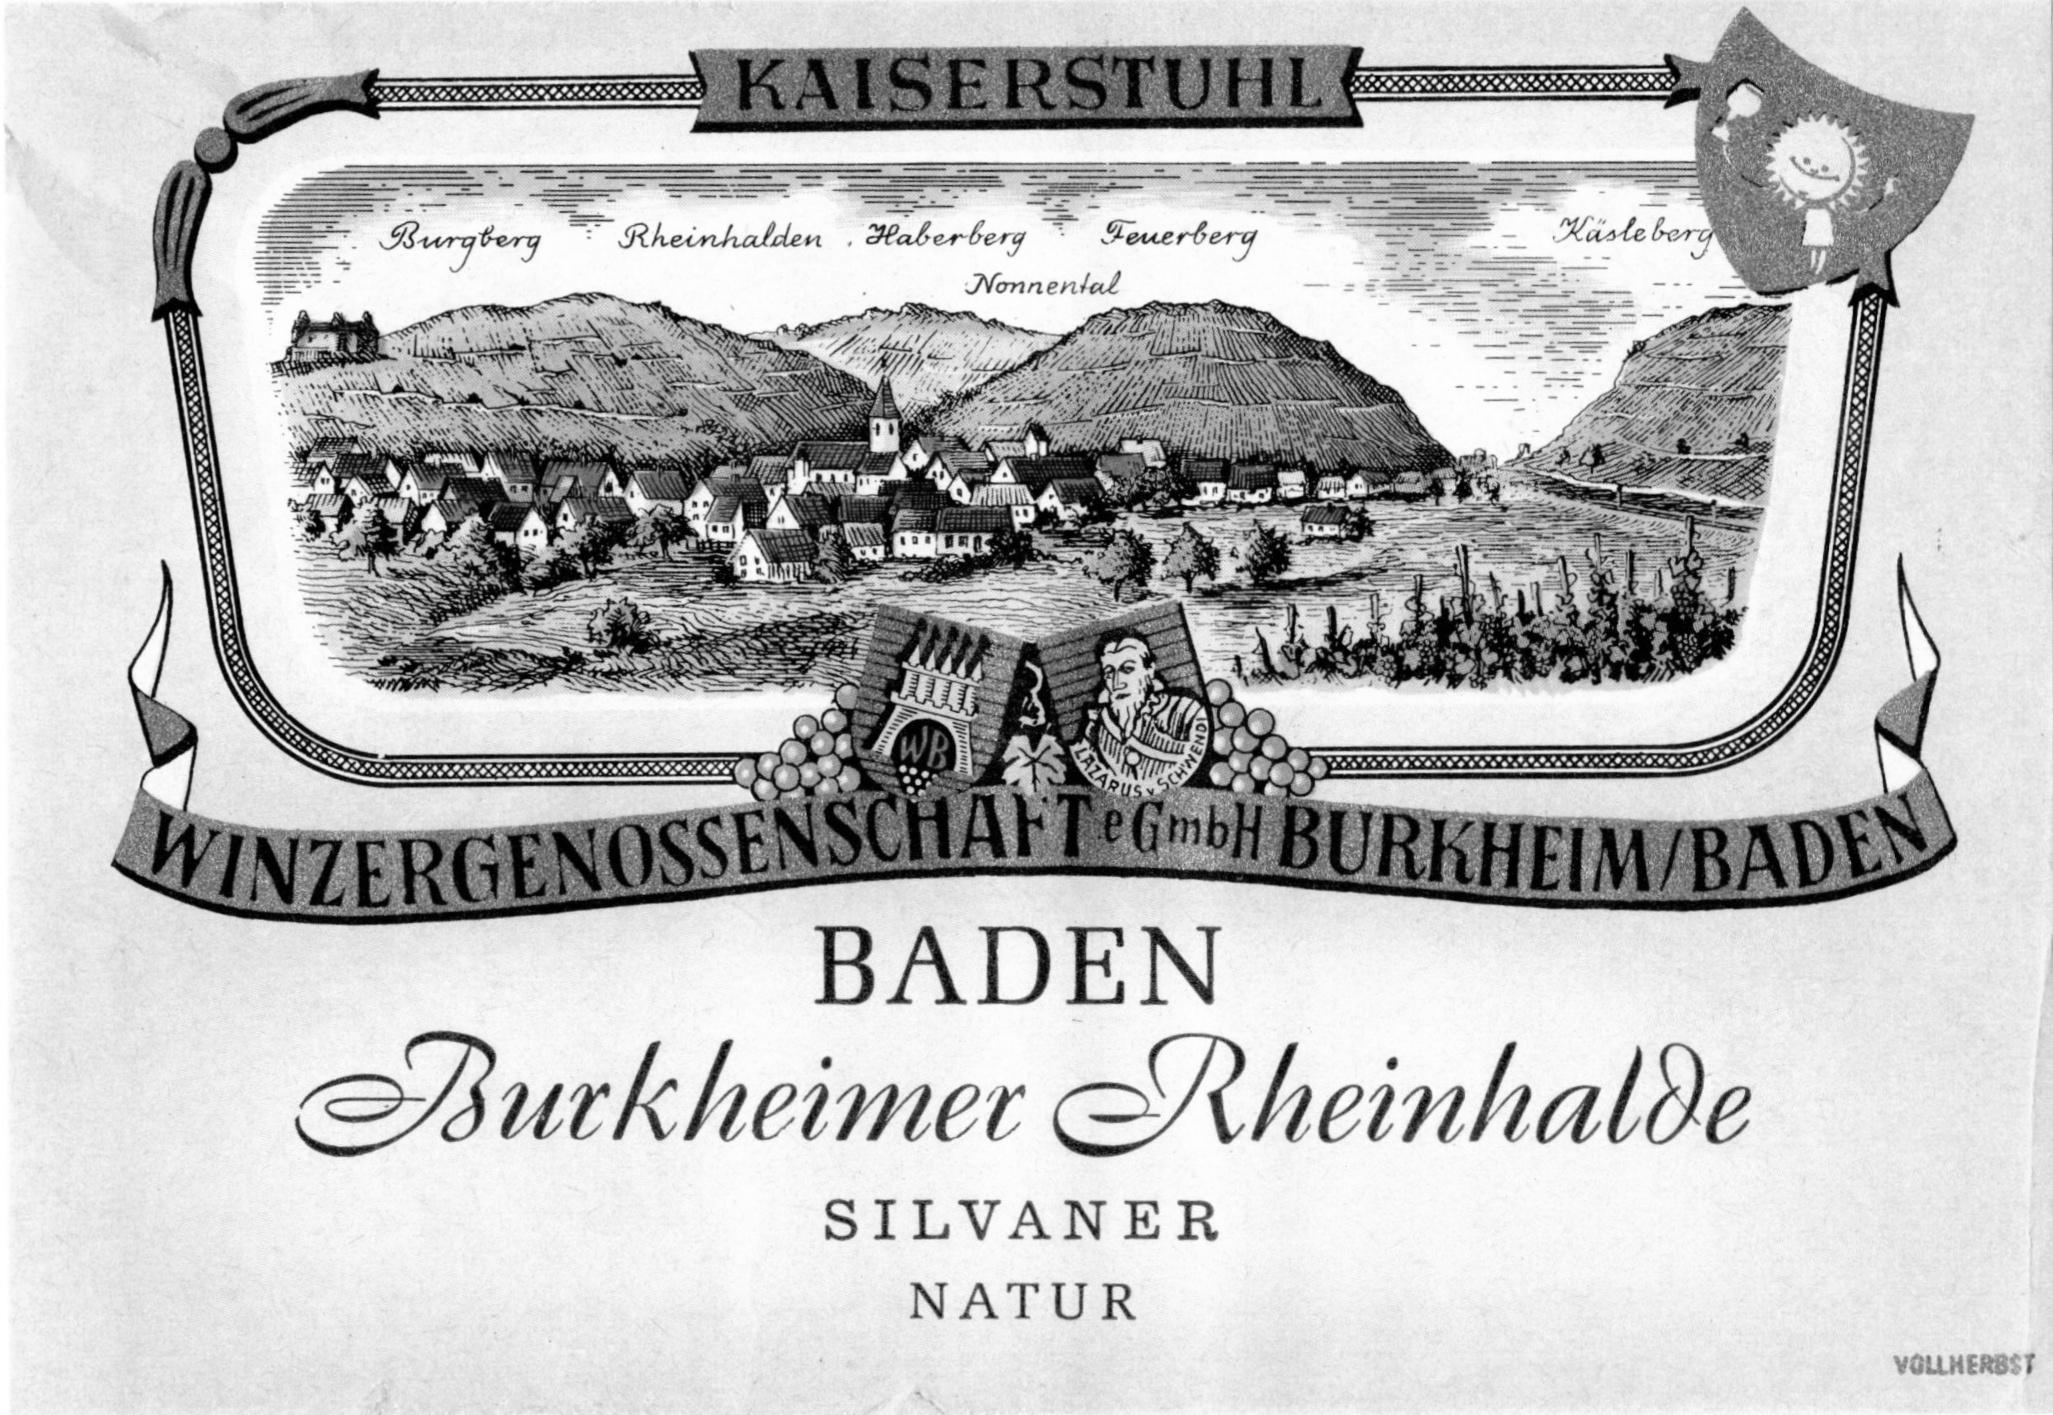 KAISERSTUHL
Burgberg Rheinhalden Haberberg Feuerberg Käsleberg
Nonnental
WB
LAZARUS v SCHWENDI
WINZERGENOSSENSCHAFT e GmbH BURKHEIM/BADEN
BADEN
Burkheimer Rheinhalde
SILVANER
NATUR
VOLLHERBST